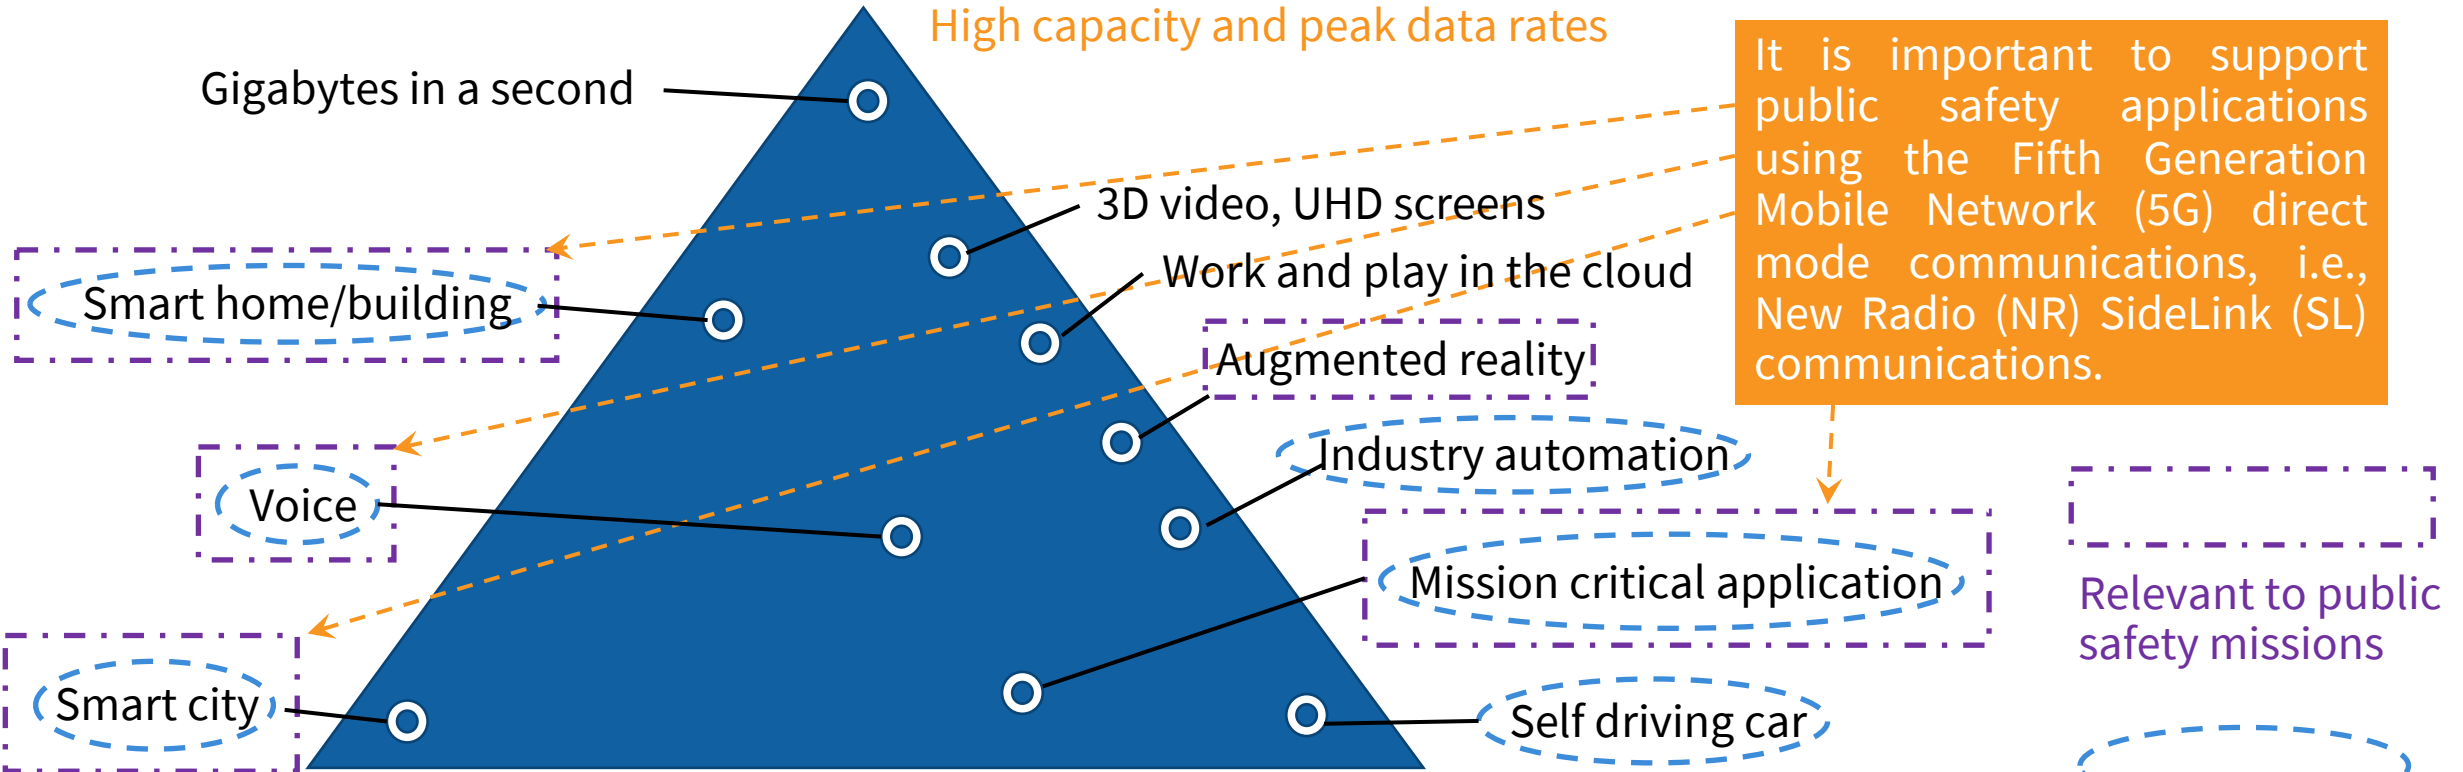 High capacity and peak data rates
Gigabytes in a second
It is important to support
public safety applications
using the Fifth Generation
Mobile Network (5G) direct
mode communications, i.e.,
New Radio (NR) SideLink (SL)
communications.
3D video, UHD screens
Work and play in the cloud
Smart home/building
Augmented reality
Industry automation
Voice
Mission critical application
Relevant to public
safety missions
Smart city
Self driving car